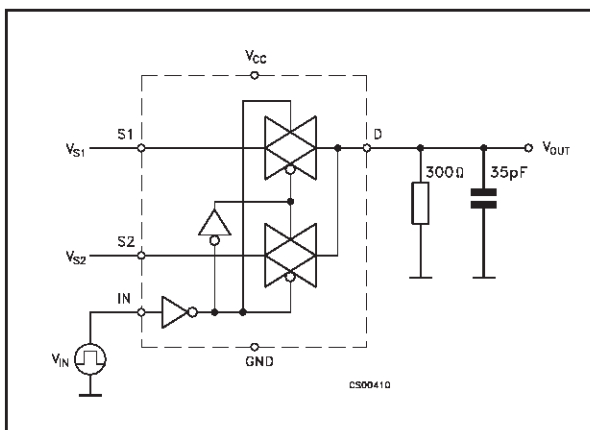 V_CC
S1
D
V_S1
V_OUT
300Ω
35pF
S2
V_S2
IN
V_IN
GND
CS00410